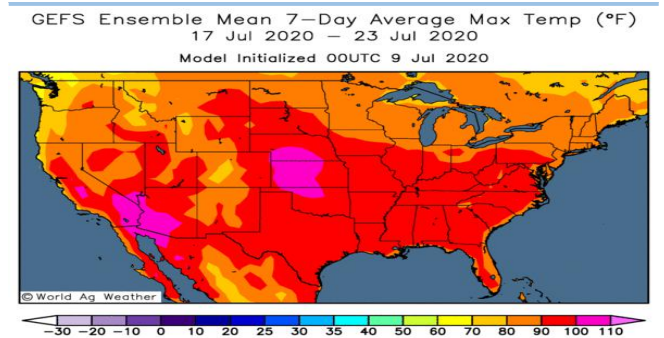 GEFS Ensemble Mean 7-Day Average Max Temp (°F)
17 Jul 2020 - 23 Jul 2020
Model Initialized 00UTC 9 Jul 2020
© World Ag Weather
-30 -20 -10 0 10 20 25 30 35 40 50 60 70 80 90 100 110